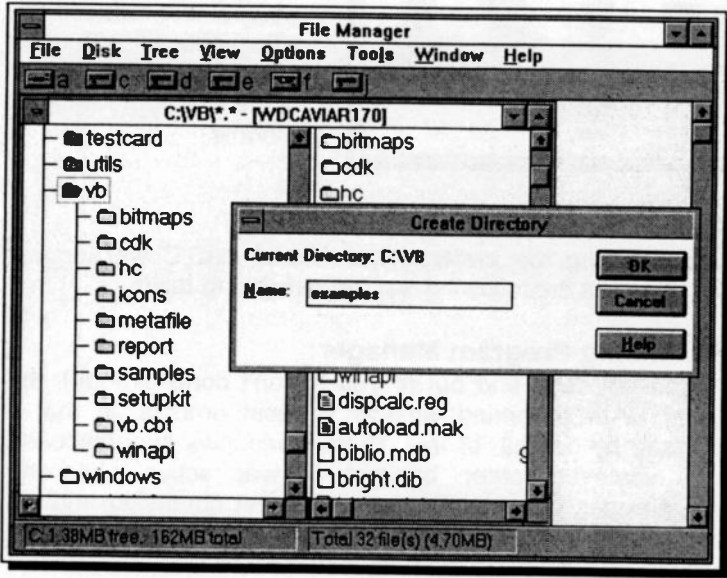 File Manager
File Disk Tree View Options Tools Window Help
a c d e f j
C:\VB\*.* - [WDCAVIAR170]
testcard
utils
vb
bitmaps
cdk
hc
icons
metafile
report
samples
setupkit
vb.cbt
winapi
windows
bitmaps
cdk
hc
winapi
dispcalc.reg
autoload.mak
biblio.mdb
bright.dib
Create Directory
Current Directory: C:\VB
Name: examples
OK
Cancel
Help
C: 1,38MB free, 162MB total
Total 32 file(s) (4,70MB)